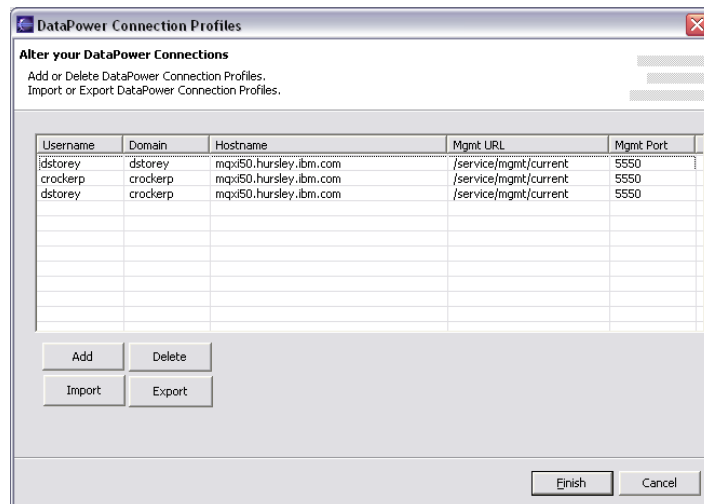 DataPower Connection Profiles
Alter your DataPower Connections
Add or Delete DataPower Connection Profiles.
Import or Export DataPower Connection Profiles.
Username Domain Hostname Mgmt URL Mgmt Port
dstorey dstorey mqxi50.hursley.ibm.com /service/mgmt/current 5550
crockerp crockerp mqxi50.hursley.ibm.com /service/mgmt/current 5550
dstorey crockerp mqxi50.hursley.ibm.com /service/mgmt/current 5550
Add Delete
Import Export
Finish Cancel